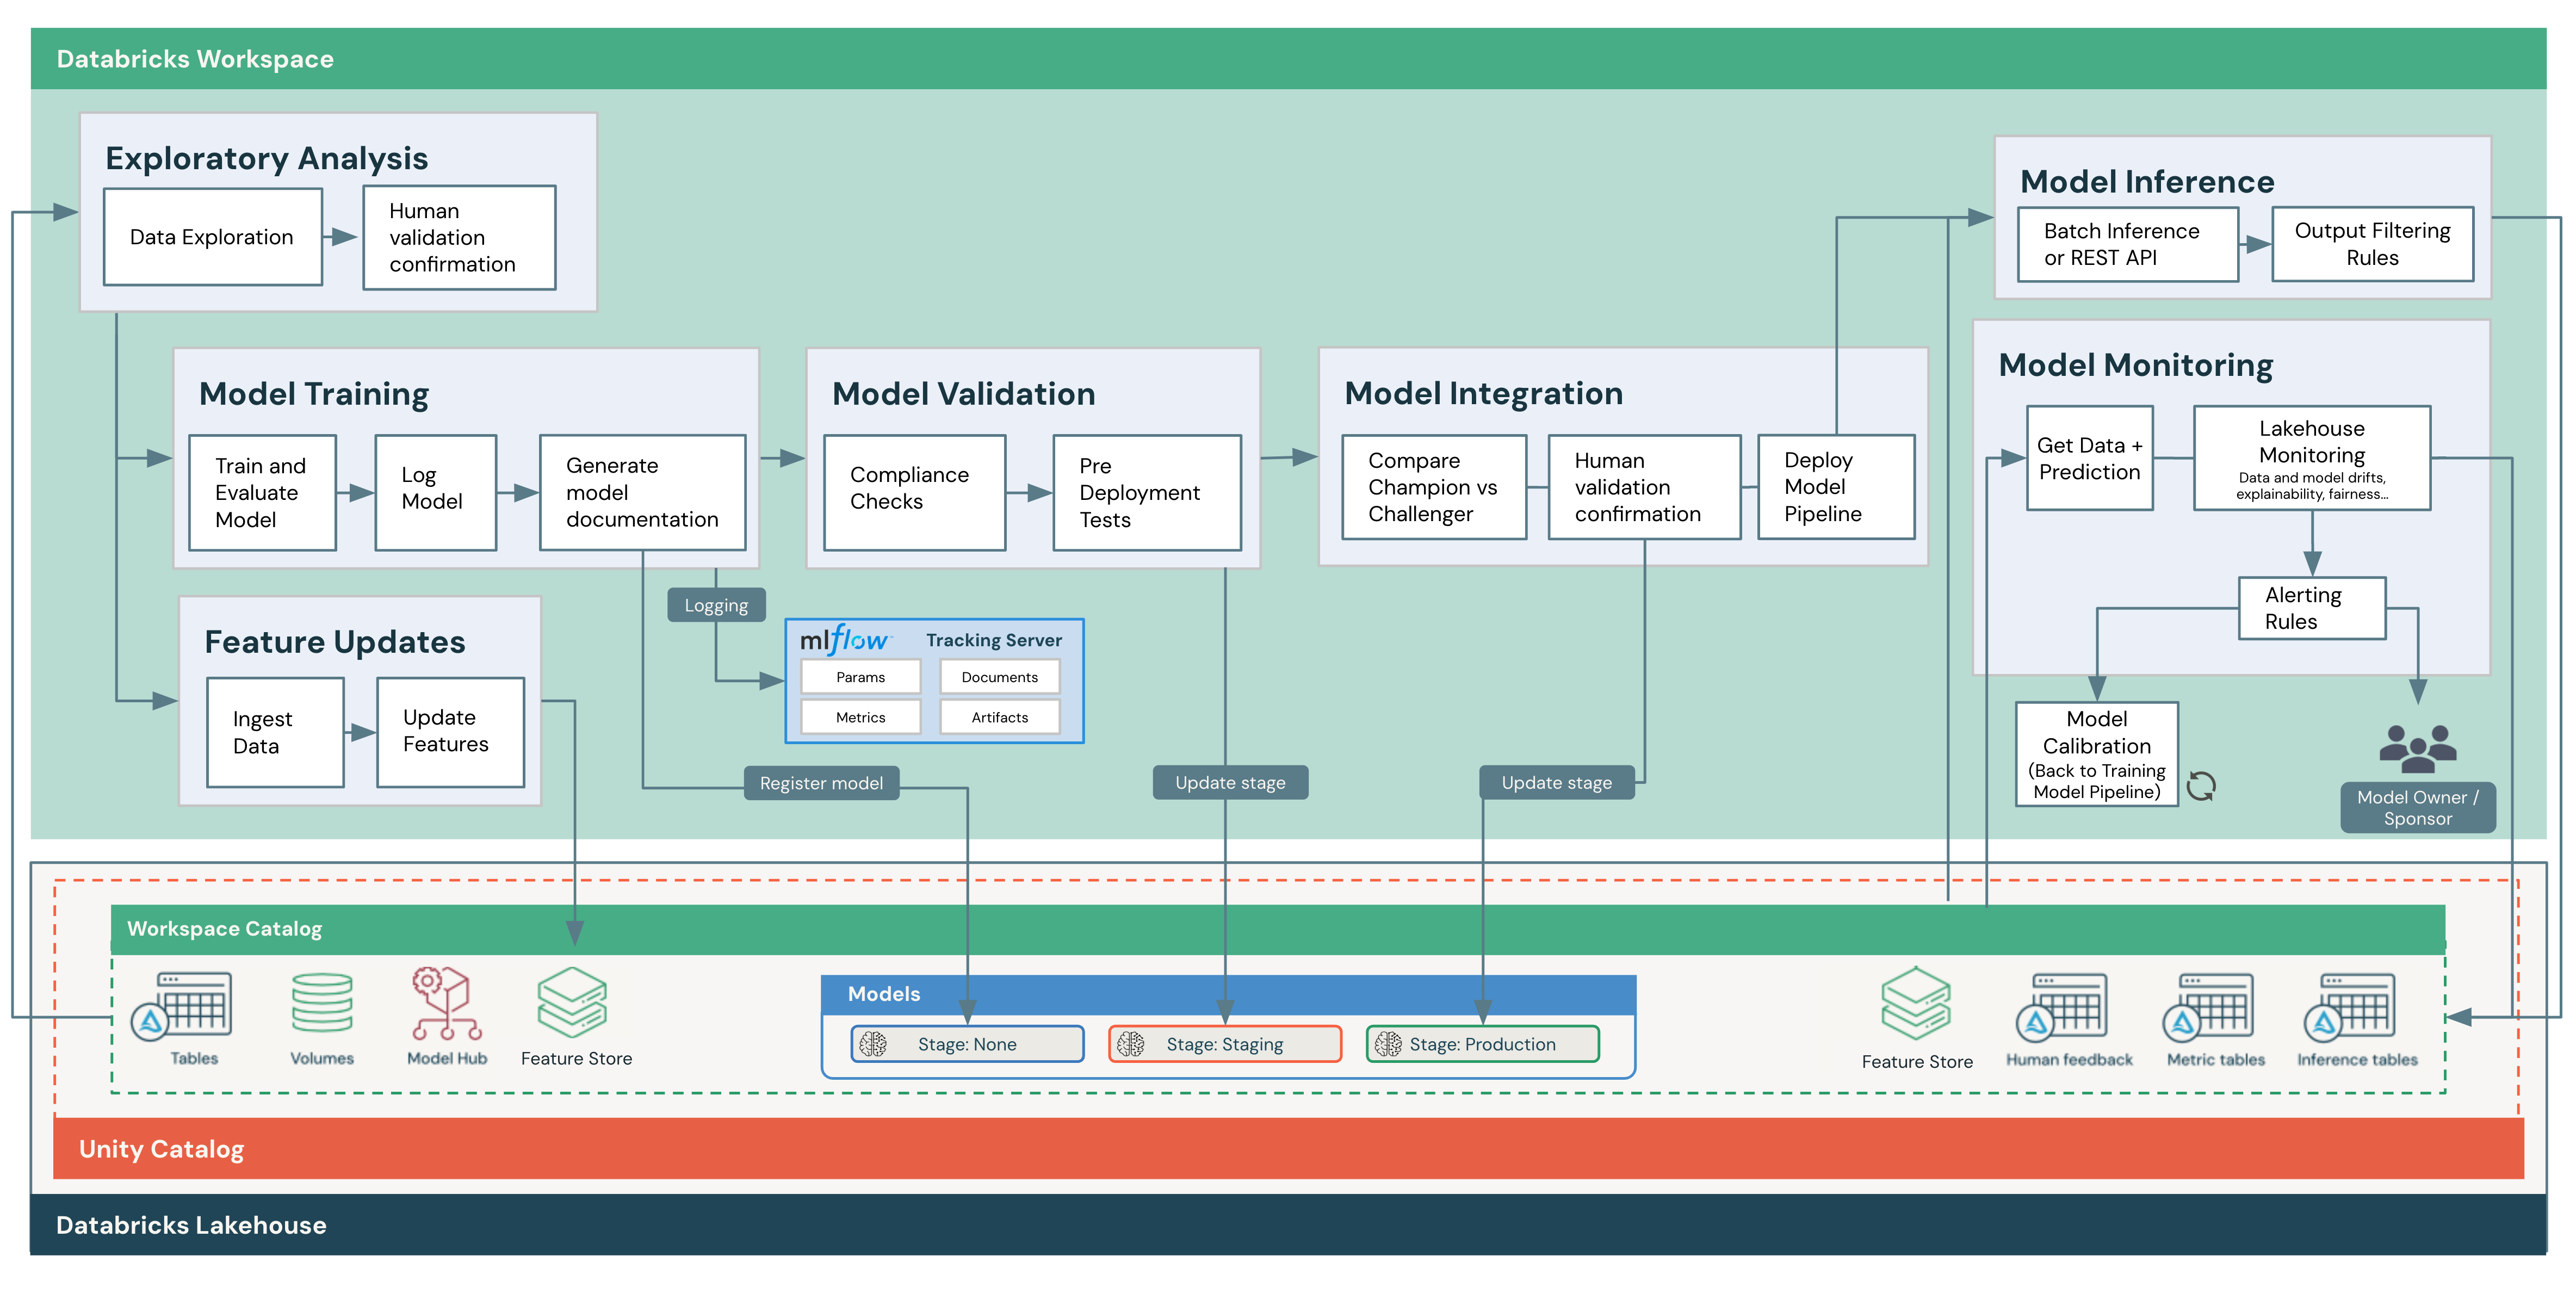 Databricks Workspace
Exploratory Analysis
Data Exploration
Human
validation
confirmation
Model Training
Train and
Evaluate
Model
Log
Model
Generate
model
documentation
Feature Updates
Ingest
Data
Update
Features
Logging
mlflow
Tracking Server
Params
Documents
Metrics
Artifacts
Register model
Model Validation
Compliance
Checks
Pre
Deployment
Tests
Update stage
Model Integration
Compare
Champion vs
Challenger
Human
validation
confirmation
Deploy
Model
Pipeline
Update stage
Model Inference
Batch Inference
or REST API
Output Filtering
Rules
Model Monitoring
Get Data +
Prediction
Lakehouse
Monitoring
Data and model drifts,
explainability, fairness...
Alerting
Rules
Model
Calibration
(Back to Training
Model Pipeline)
Model Owner /
Sponsor
Workspace Catalog
Tables
Volumes
Model Hub
Feature Store
Models
Stage: None
Stage: Staging
Stage: Production
Feature Store
Human feedback
Metric tables
Inference tables
Unity Catalog
Databricks Lakehouse